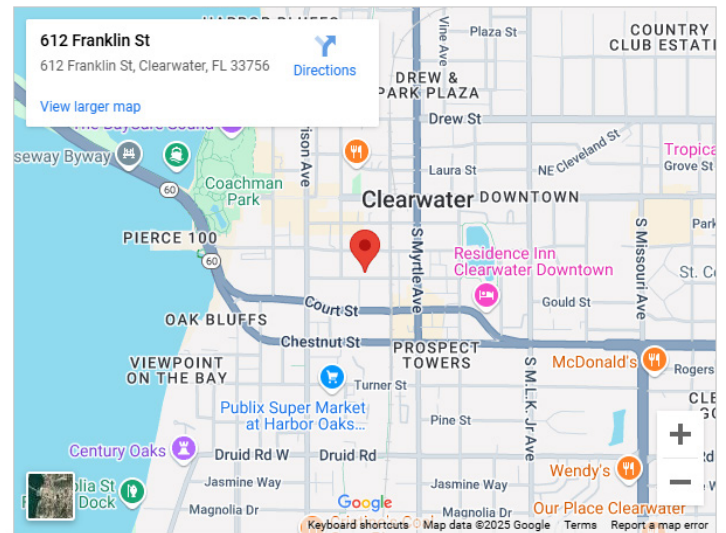 612 Franklin St
612 Franklin St, Clearwater, FL 33756
Directions
View larger map
Plaza St
COUNTRY
Vine Ave
DREW &
PARK PLAZA
Drew St
NE Cleveland St
Grove St
Laura St
Coachman
Park
60
Clearwater
DOWNTOWN
PIERCE 100
60
S Myrtle Ave
Residence Inn
Clearwater Downtown
S Missouri Ave
Court St
Gould St
OAK BLUFFS
Chestnut St
PROSPECT
TOWERS
McDonald's
Rogers
VIEWPOINT
ON THE BAY
Turner St
S M.L.K. Jr Ave
Publix Super Market
at Harbor Oaks...
Pine St
Century Oaks
Druid Rd W
Druid Rd
Wendy's
Jasmine Way
Jasmine Way
Magnolia Dr
Magnolia Dr
Our Place Clearwater
Google
Keyboard shortcuts
Map data ©2025 Google
Terms
Report a map error